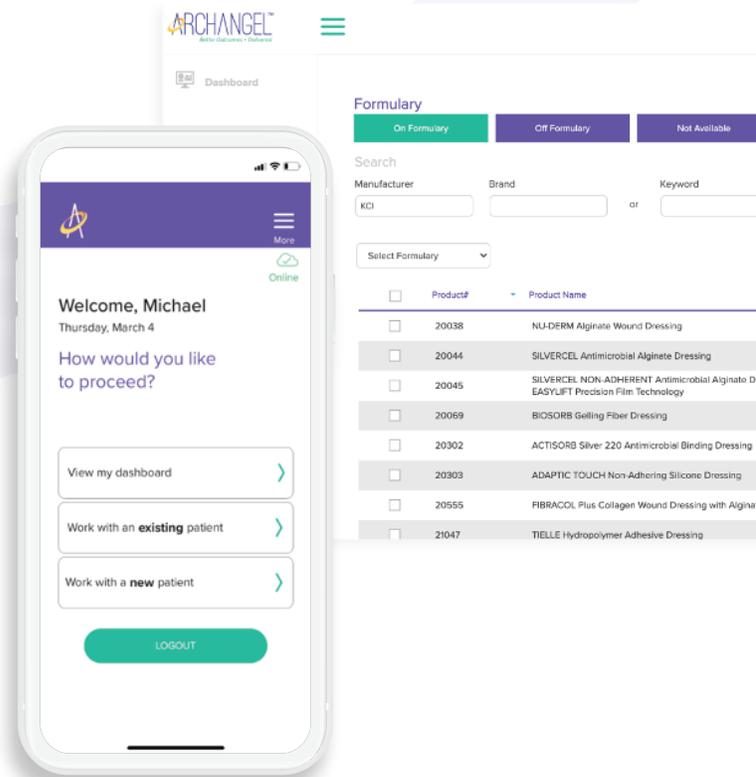 ARCHANGEL™
Better Outcomes • Delivered
Dashboard
Formulary
On Formulary
Off Formulary
Not Available
Search
Manufacturer
Brand
Keyword
KCI
or
Select Formulary
Product#
Product Name
20038
NU-DERM Alginate Wound Dressing
20044
SILVERCEL Antimicrobial Alginate Dressing
20045
SILVERCEL NON-ADHERENT Antimicrobial Alginate D
EASYLIFT Precision Film Technology
20069
BIOSORB Gelling Fiber Dressing
20302
ACTISORB Silver 220 Antimicrobial Binding Dressing
20303
ADAPTIC TOUCH Non-Adhering Silicone Dressing
20555
FIBRACOL Plus Collagen Wound Dressing with Algina
21047
TIELLE Hydropolymer Adhesive Dressing
More
Online
Welcome, Michael
Thursday, March 4
How would you like
to proceed?
View my dashboard
Work with an existing patient
Work with a new patient
LOGOUT